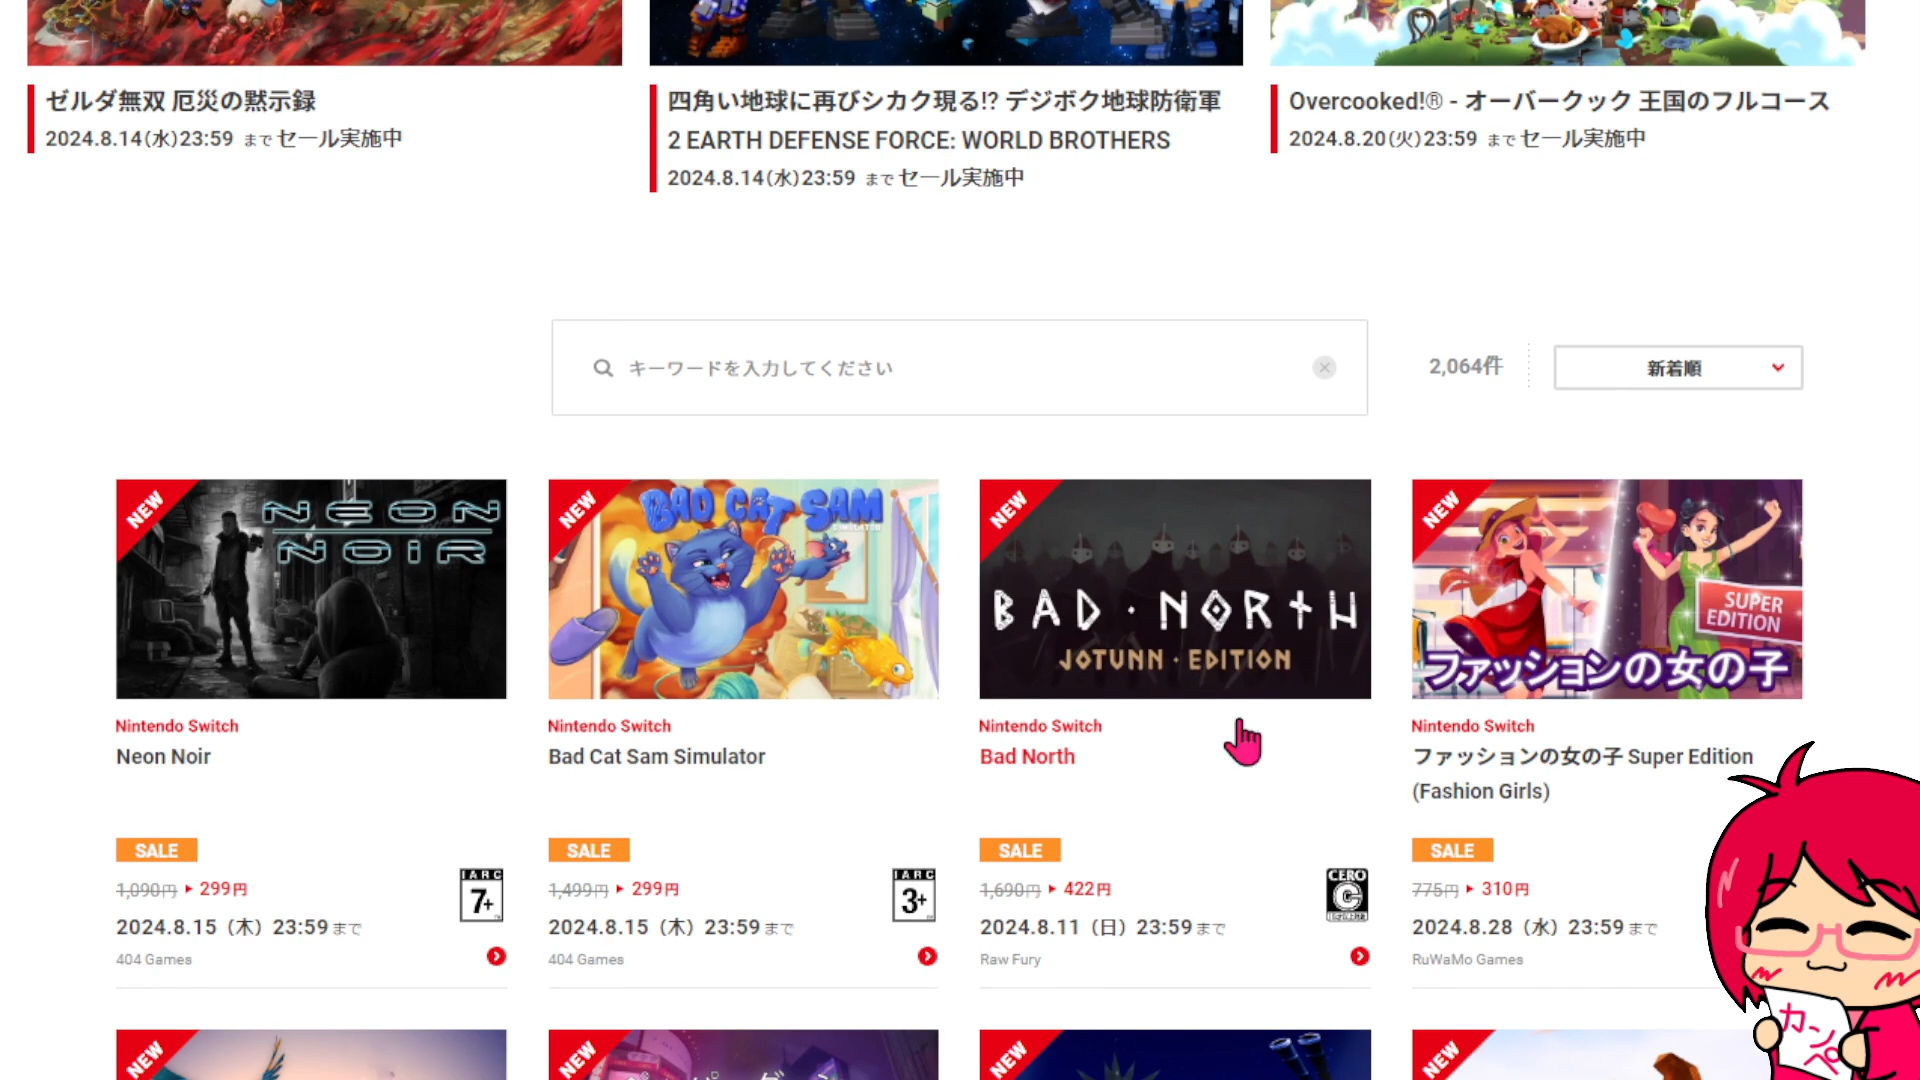 ゼルダ無双 厄災の黙示録
2024.8.14(水)23:59 まで セール実施中
四角い地球に再びシカク現る!? デジボク地球防衛軍
2 EARTH DEFENSE FORCE: WORLD BROTHERS
2024.8.14(水)23:59 まで セール実施中
Overcooked!® - オーバークック 王国のフルコース
2024.8.20(火)23:59 まで セール実施中
キーワードを入力してください
2,064件
新着順
NEW
NEON
NOIR
NEW
BAD CAT SAM
SIMULATOR
NEW
BAD・NORTH
JOTUNN・EDITION
NEW
SUPER
EDITION
ファッションの女の子
Nintendo Switch
Neon Noir
SALE
1,090円 ▶ 299円
IARC
7+
2024.8.15（木）23:59 まで
404 Games
Nintendo Switch
Bad Cat Sam Simulator
SALE
1,499円 ▶ 299円
IARC
3+
2024.8.15（木）23:59 まで
404 Games
Nintendo Switch
Bad North
SALE
1,690円 ▶ 422円
CERO
C
2024.8.11（日）23:59 まで
Raw Fury
Nintendo Switch
ファッションの女の子 Super Edition
(Fashion Girls)
SALE
775円 ▶ 310円
2024.8.28（水）23:59 まで
RuWaMo Games
カンペ
NEW
NEW
NEW
NEW